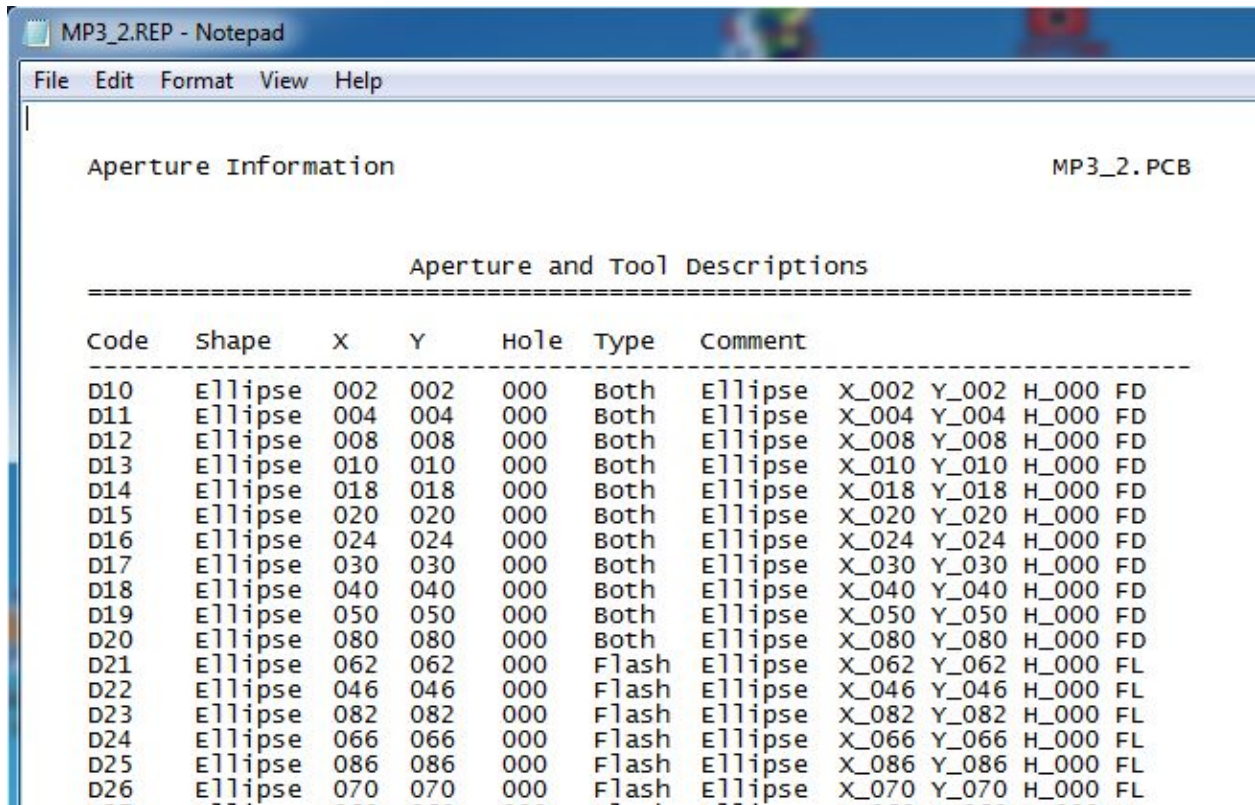 MP3_2.REP - Notepad
File Edit Format View Help
Aperture Information MP3_2.PCB
Aperture and Tool Descriptions
========================================================================
Code Shape X Y Hole Type Comment
------------------------------------------------------------------------
D10 Ellipse 002 002 000 Both Ellipse X_002 Y_002 H_000 FD
D11 Ellipse 004 004 000 Both Ellipse X_004 Y_004 H_000 FD
D12 Ellipse 008 008 000 Both Ellipse X_008 Y_008 H_000 FD
D13 Ellipse 010 010 000 Both Ellipse X_010 Y_010 H_000 FD
D14 Ellipse 018 018 000 Both Ellipse X_018 Y_018 H_000 FD
D15 Ellipse 020 020 000 Both Ellipse X_020 Y_020 H_000 FD
D16 Ellipse 024 024 000 Both Ellipse X_024 Y_024 H_000 FD
D17 Ellipse 030 030 000 Both Ellipse X_030 Y_030 H_000 FD
D18 Ellipse 040 040 000 Both Ellipse X_040 Y_040 H_000 FD
D19 Ellipse 050 050 000 Both Ellipse X_050 Y_050 H_000 FD
D20 Ellipse 080 080 000 Both Ellipse X_080 Y_080 H_000 FD
D21 Ellipse 062 062 000 Flash Ellipse X_062 Y_062 H_000 FL
D22 Ellipse 046 046 000 Flash Ellipse X_046 Y_046 H_000 FL
D23 Ellipse 082 082 000 Flash Ellipse X_082 Y_082 H_000 FL
D24 Ellipse 066 066 000 Flash Ellipse X_066 Y_066 H_000 FL
D25 Ellipse 086 086 000 Flash Ellipse X_086 Y_086 H_000 FL
D26 Ellipse 070 070 000 Flash Ellipse X_070 Y_070 H_000 FL